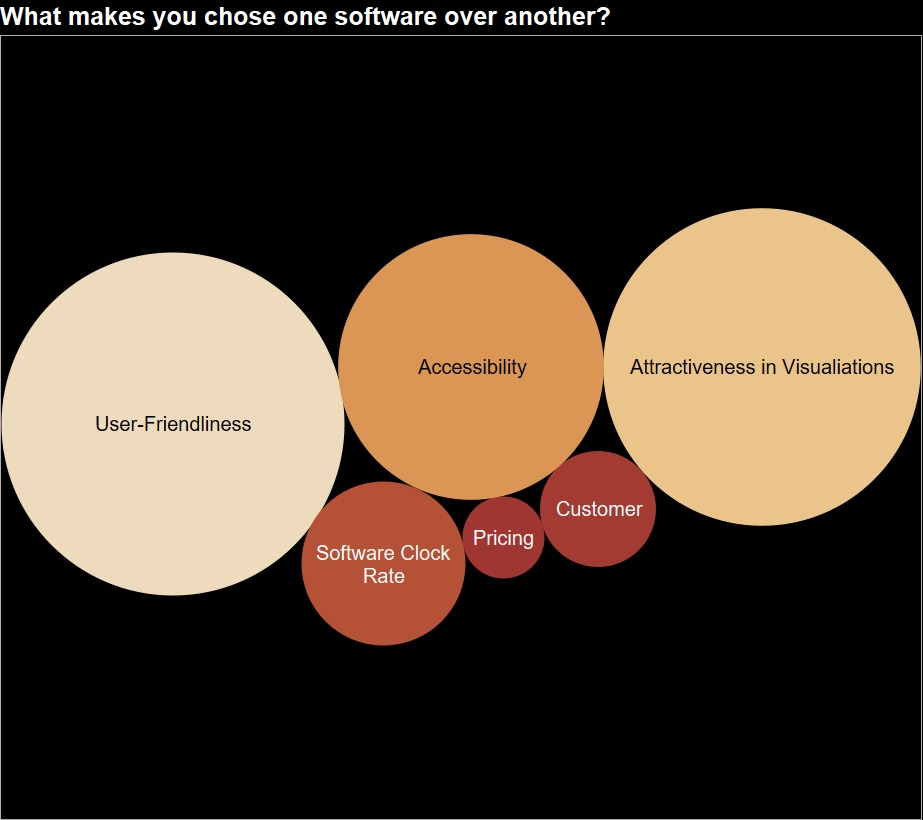 What makes you chose one software over another?
Accessibility
Attractiveness in Visualiations
User-Friendliness
Customer
Pricing
Software Clock
Rate